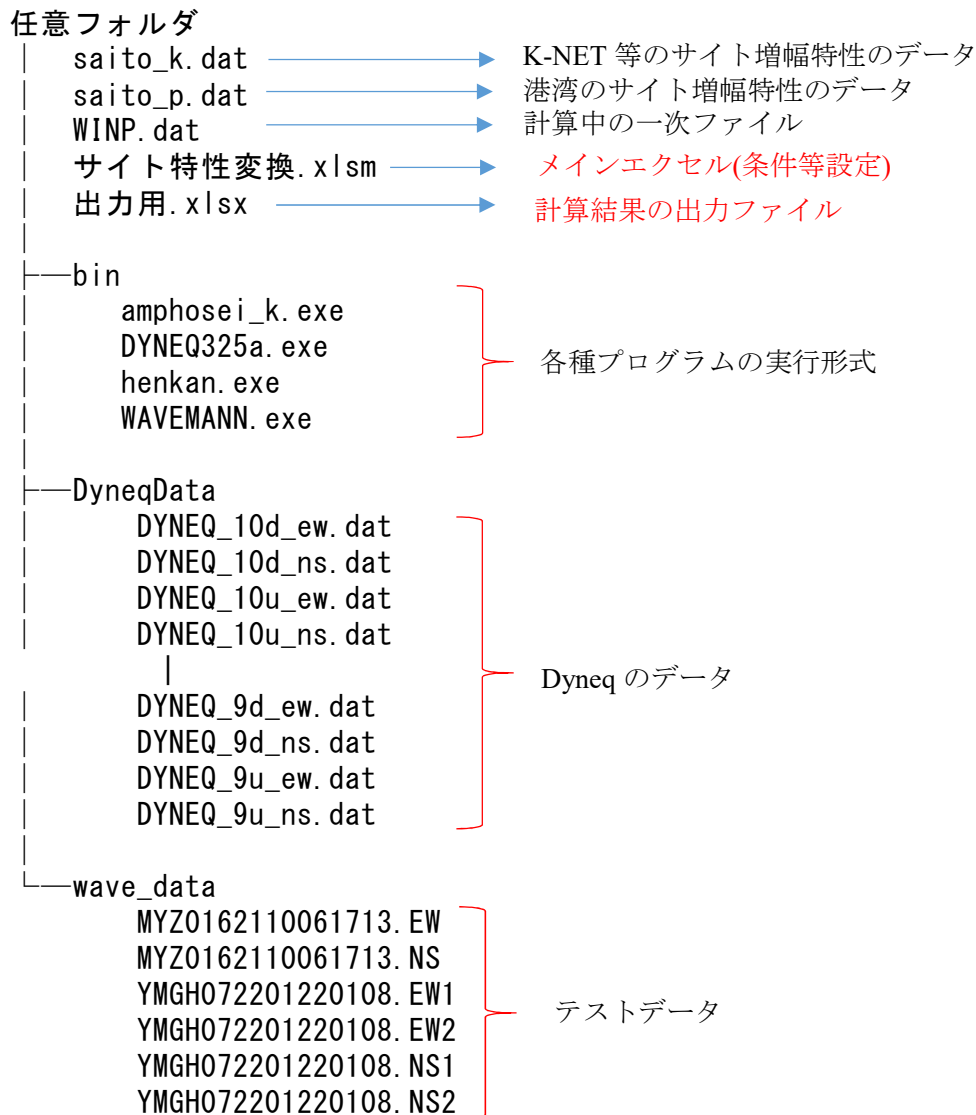 任意フォルダ
saito_k.dat K-NET 等のサイト増幅特性のデータ
saito_p.dat 港湾のサイト増幅特性のデータ
WINP.dat 計算中の一次ファイル
サイト特性変換.xlsm メインエクセル(条件等設定)
出力用.xlsx 計算結果の出力ファイル
bin
amphosei_k.exe
DYNEQ325a.exe
henkan.exe
WAVEMANN.exe
各種プログラムの実行形式
DyneqData
DYNEQ_10d_ew.dat
DYNEQ_10d_ns.dat
DYNEQ_10u_ew.dat
DYNEQ_10u_ns.dat
DYNEQ_9d_ew.dat
DYNEQ_9d_ns.dat
DYNEQ_9u_ew.dat
DYNEQ_9u_ns.dat
Dyneq のデータ
wave_data
MYZ0162110061713.EW
MYZ0162110061713.NS
YMGH072201220108.EW1
YMGH072201220108.EW2
YMGH072201220108.NS1
YMGH072201220108.NS2
テストデータ